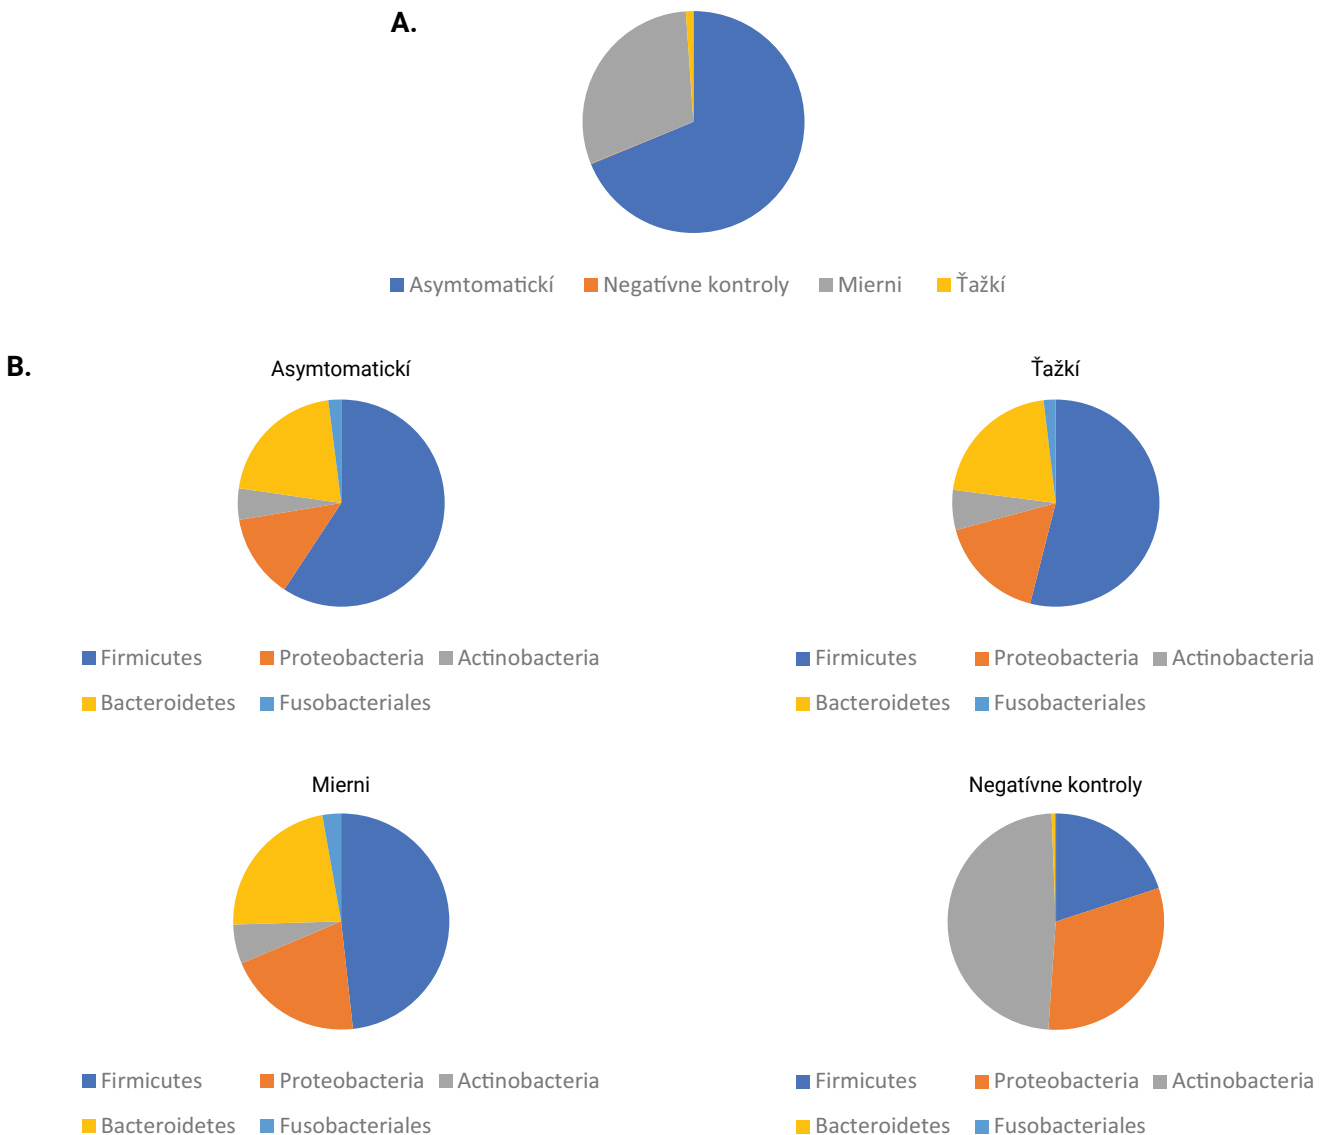 A.
Asymtomatickí Negatívne kontroly Mierni Ťažkí
B.
Asymtomatickí
Firmicutes Proteobacteria Actinobacteria
Bacteroidetes Fusobacteriales
Ťažkí
Firmicutes Proteobacteria Actinobacteria
Bacteroidetes Fusobacteriales
Mierni
Firmicutes Proteobacteria Actinobacteria
Bacteroidetes Fusobacteriales
Negatívne kontroly
Firmicutes Proteobacteria Actinobacteria
Bacteroidetes Fusobacteriales